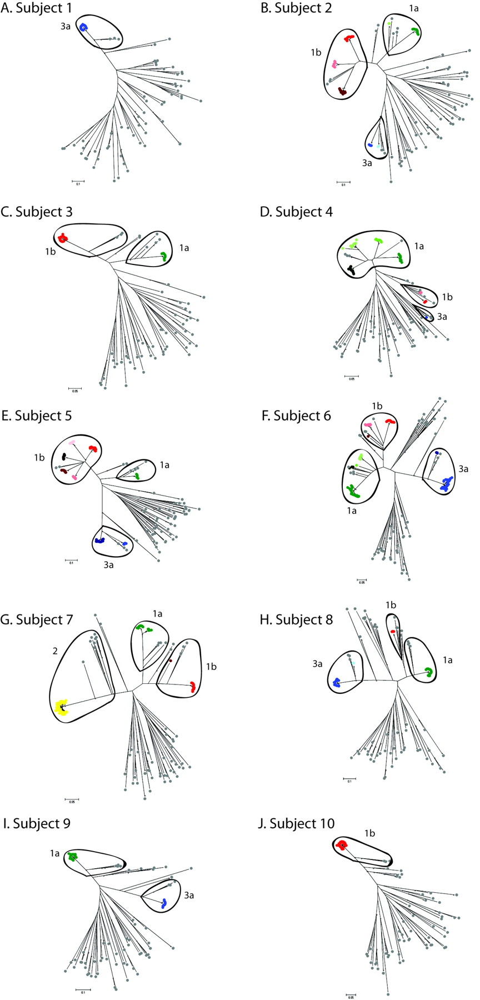 A. Subject 1
3a
0.1
B. Subject 2
1a
1b
3a
0.1
C. Subject 3
1b
1a
0.05
D. Subject 4
1a
1b
3a
0.05
E. Subject 5
1b
1a
3a
0.1
F. Subject 6
1b
3a
1a
0.05
G. Subject 7
1a
2
1b
0.05
H. Subject 8
1b
3a
1a
0.1
I. Subject 9
1a
3a
0.1
J. Subject 10
1b
0.05